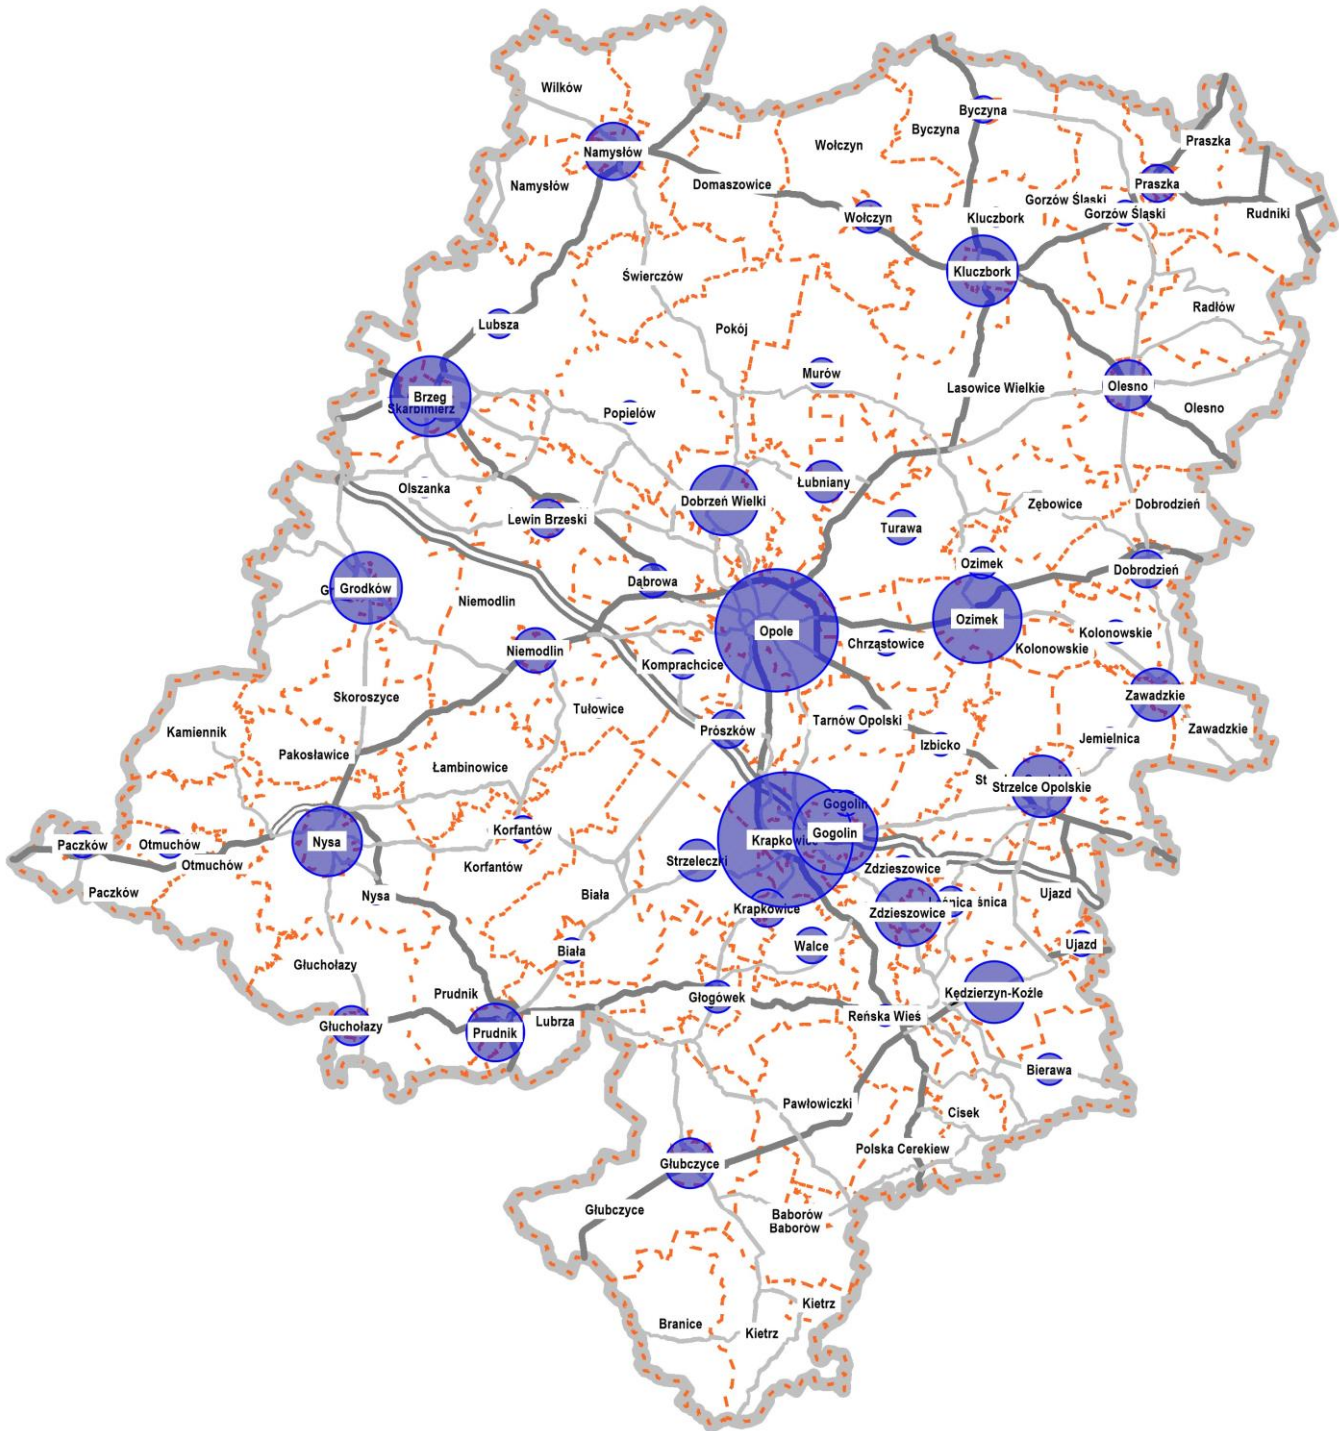 Wilków
Byczyna
Byczyna
Praszka
Wołczyn
Namysłów
Namysłów
Domaszowice
Praszka
Gorzów Śląski
Gorzów Śląski
Rudniki
Wołczyn
Kluczbork
Kluczbork
Świerczów
Radłów
Lubsza
Pokój
Murów
Lasowice Wielkie
Olesno
Olesno
Brzeg
Skarbimierz
Popielów
Olszanka
Dobrzeń Wielki
Łubniany
Zębowice
Dobrodzień
Lewin Brzeski
Turawa
Ozimek
Dobrodzień
Dąbrowa
Grodków
Niemodlin
Ozimek
Opole
Kolonowskie
Kolonowskie
Chrząstowice
Niemodlin
Komprachcice
Skoroszyce
Zawadzkie
Tułowice
Tarnów Opolski
Prószków
Zawadzkie
Kamiennik
Jemielnica
Izbicko
Pakosławice
Łambinowice
Strzelce Opolskie
Gogolin
Gogolin
Korfantów
Krapkowice
Nysa
Paczków
Otmuchów
Otmuchów
Strzeleczki
Korfantów
Zdzieszowice
Paczków
Nysa
Biała
Ujazd
Krapkowice
Zdzieszowice
śnica
Walce
Ujazd
Biała
Głuchołazy
Prudnik
Głogówek
Kędzierzyn-Koźle
Reńska Wieś
Lubrza
Głuchołazy
Prudnik
Bierawa
Pawłowiczki
Cisek
Polska Cerekiew
Głubczyce
Głubczyce
Baborów
Baborów
Kietrz
Branice
Kietrz